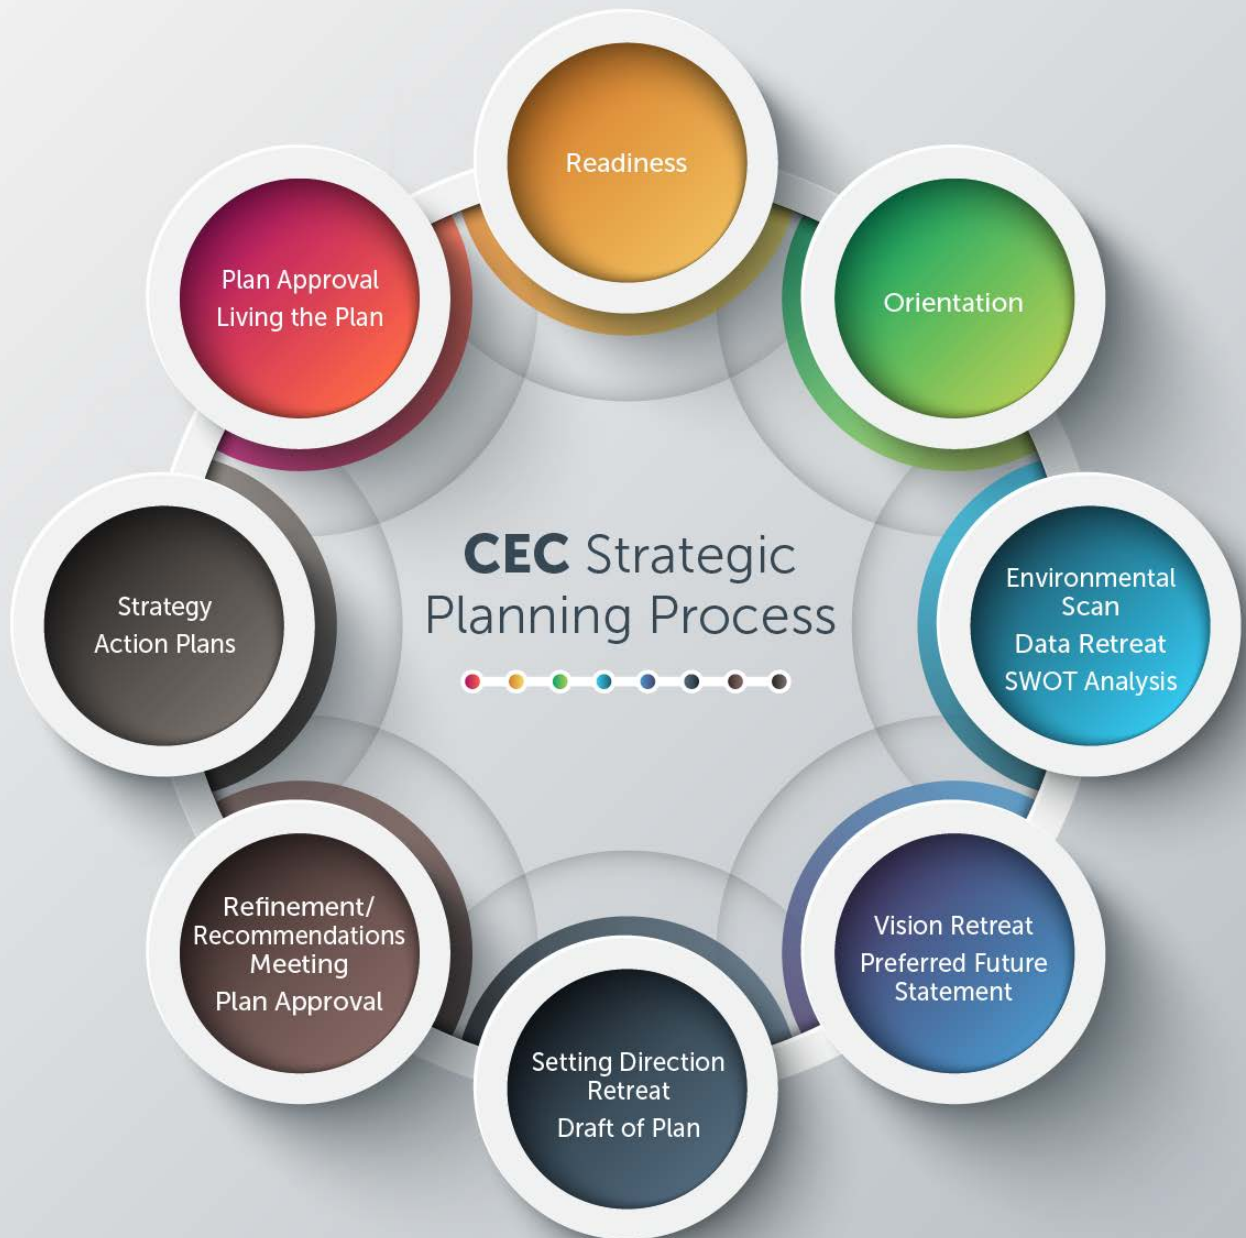 Readiness
Orientation
Environmental
Scan
Data Retreat
SWOT Analysis
Vision Retreat
Preferred Future
Statement
Setting Direction
Retreat
Draft of Plan
Refinement/
Recommendations
Meeting
Plan Approval
Strategy
Action Plans
Plan Approval
Living the Plan
CEC Strategic
Planning Process